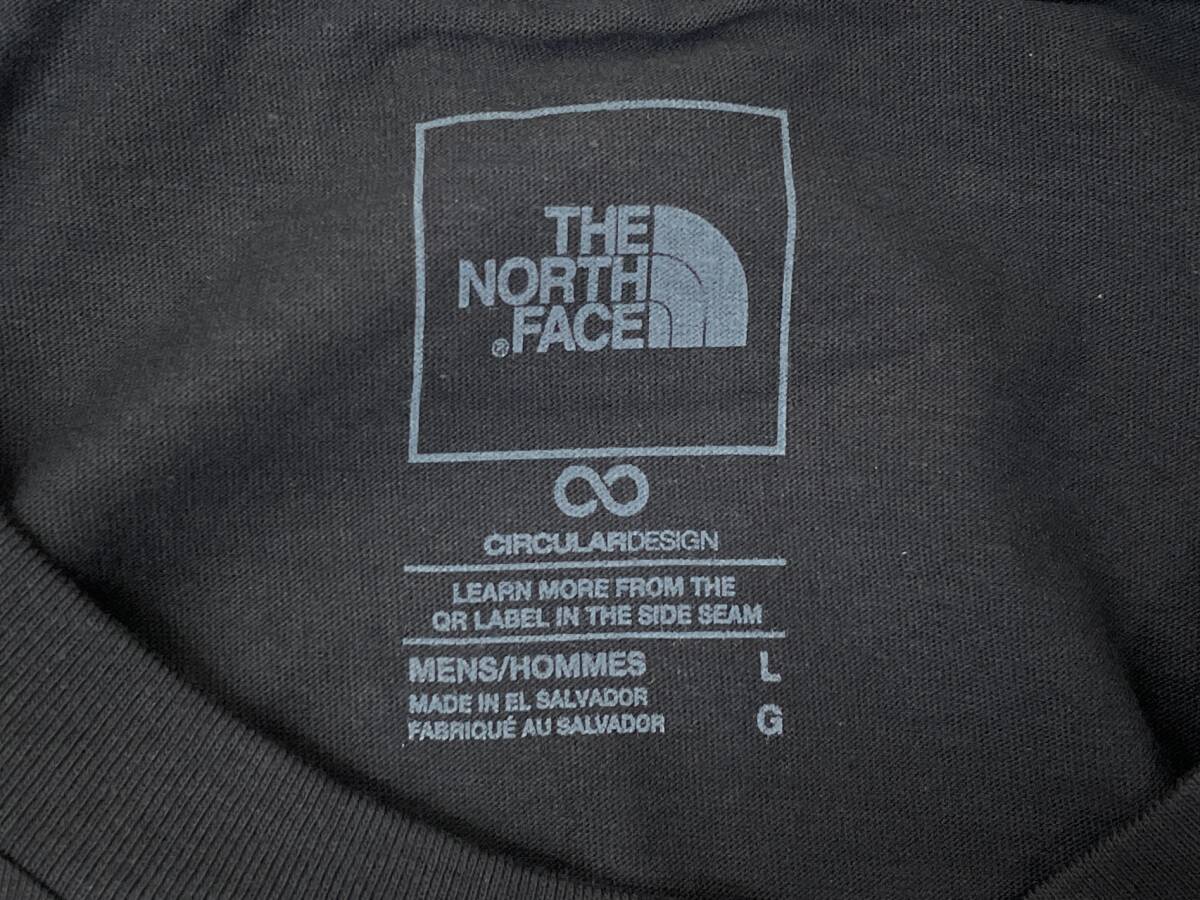 THE
NORTH
FACE
®
CIRCULARDESIGN
LEARN MORE FROM THE
QR LABEL IN THE SIDE SEAM
MENS/HOMMES L
MADE IN EL SALVADOR
FABRIQUÉ AU SALVADOR G